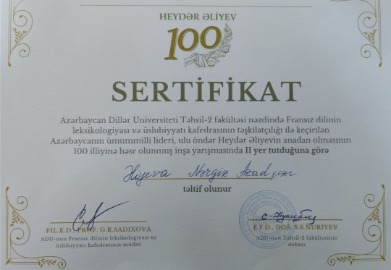 HEYDƏR ƏLİYEV
100
SERTİFİKAT
Azərbaycan Dillər Universiteti Təhsil-2 fakültəsi nəzdində Fransız dilinin
leksikologiyası və üslubiyyatı kafedrasının təşkilatçılığı ilə keçirilən
Azərbaycanın ümummilli lideri, ulu öndər Heydər Əliyevin anadan olmasının
100 illiyinə həsr olunmuş inşa yarışmasında II yer tutduğuna görə
Nərgiz Azad qızı
təltif olunur
FİL.E.D., PROF. G.R.SADIXOVA
E.F.D., DOS. S.S.NURİYEV
ADU-nun Fransız dilinin leksikologiyası və
ADU-nun Təhsil-2 fakültəsinin
üslubiyyatı kafedrasının müdiri
dekanı